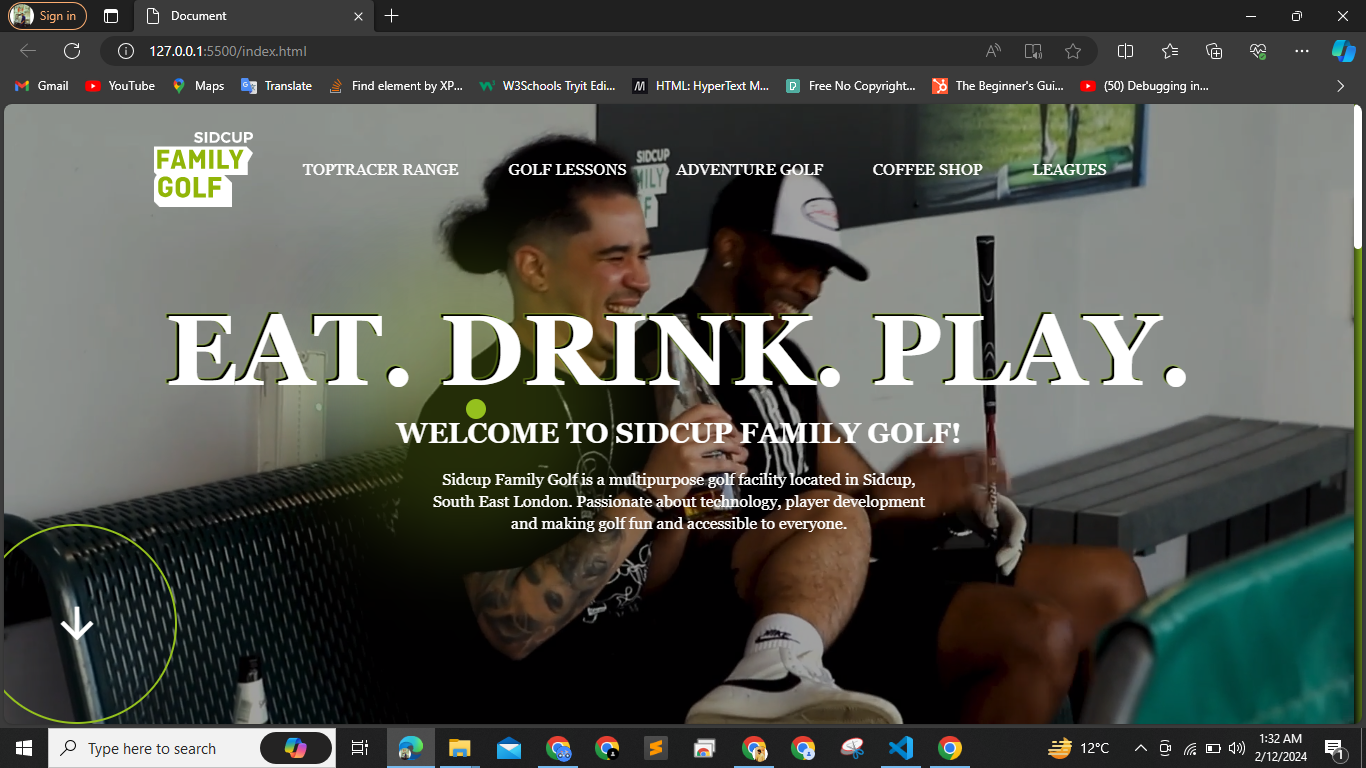 Sign in
Document
127.0.0.1:5500/index.html
Gmail
YouTube
Maps
Translate
Find element by XP...
W3Schools Tryit Edi...
HTML: HyperText M...
Free No Copyright...
The Beginner's Gui...
(50) Debugging in...
SIDCUP
FAMILY
GOLF
TOPTRACER RANGE
GOLF LESSONS
ADVENTURE GOLF
COFFEE SHOP
LEAGUES
SIDCUP
EAT. DRINK. PLAY.
WELCOME TO SIDCUP FAMILY GOLF!
Sidcup Family Golf is a multipurpose golf facility located in Sidcup,
South East London. Passionate about technology, player development
and making golf fun and accessible to everyone.
NIKE
Type here to search
12°C
1:32 AM
2/12/2024
1